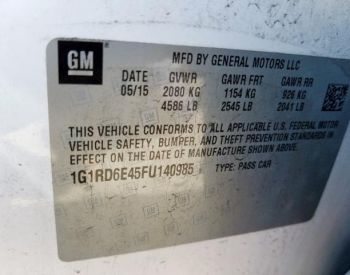 GM
MFD BY GENERAL MOTORS LLC
DATE GVWR GAWR FRT GAWR RR
05/15 2080 KG 1154 KG 926 KG
4586 LB 2545 LB 2041 LB
THIS VEHICLE CONFORMS TO ALL APPLICABLE U.S. FEDERAL MOTOR
VEHICLE SAFETY, BUMPER, AND THEFT PREVENTION STANDARDS
IN EFFECT ON THE DATE OF MANUFACTURE SHOWN ABOVE.
1G1RD6E45FU140985 TYPE: PASS CAR